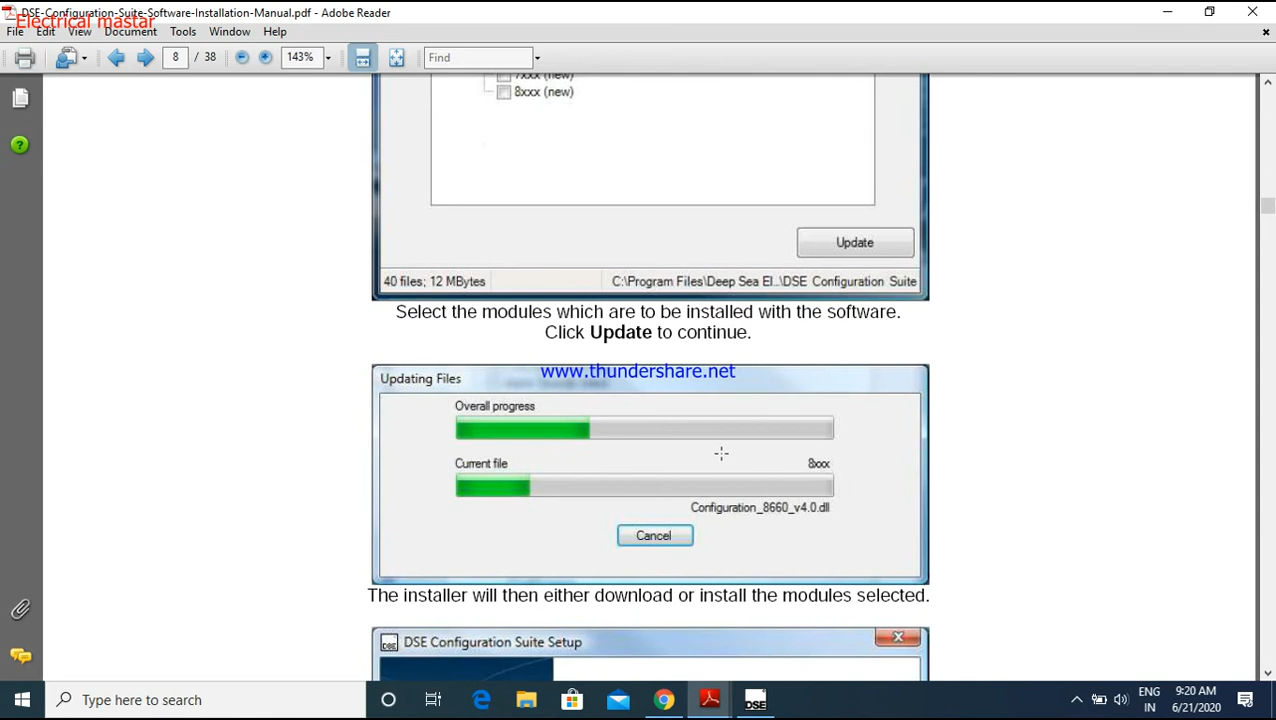 DSE-Configuration-Suite-Software-Installation-Manual.pdf - Adobe Reader
Electrical mastar
File Edit View Document Tools Window Help
8 / 38 143% Find
7xxx (new)
8xxx (new)
Update
40 files; 12 MBytes C:\Program Files\Deep Sea El...\DSE Configuration Suite
Select the modules which are to be installed with the software.
Click Update to continue.
www.thundershare.net
Updating Files
Overall progress
Current file 8xxx
Configuration_8660_v4.0.dll
Cancel
The installer will then either download or install the modules selected.
DSE DSE Configuration Suite Setup
Type here to search
DSE
ENG
IN
9:20 AM
6/21/2020